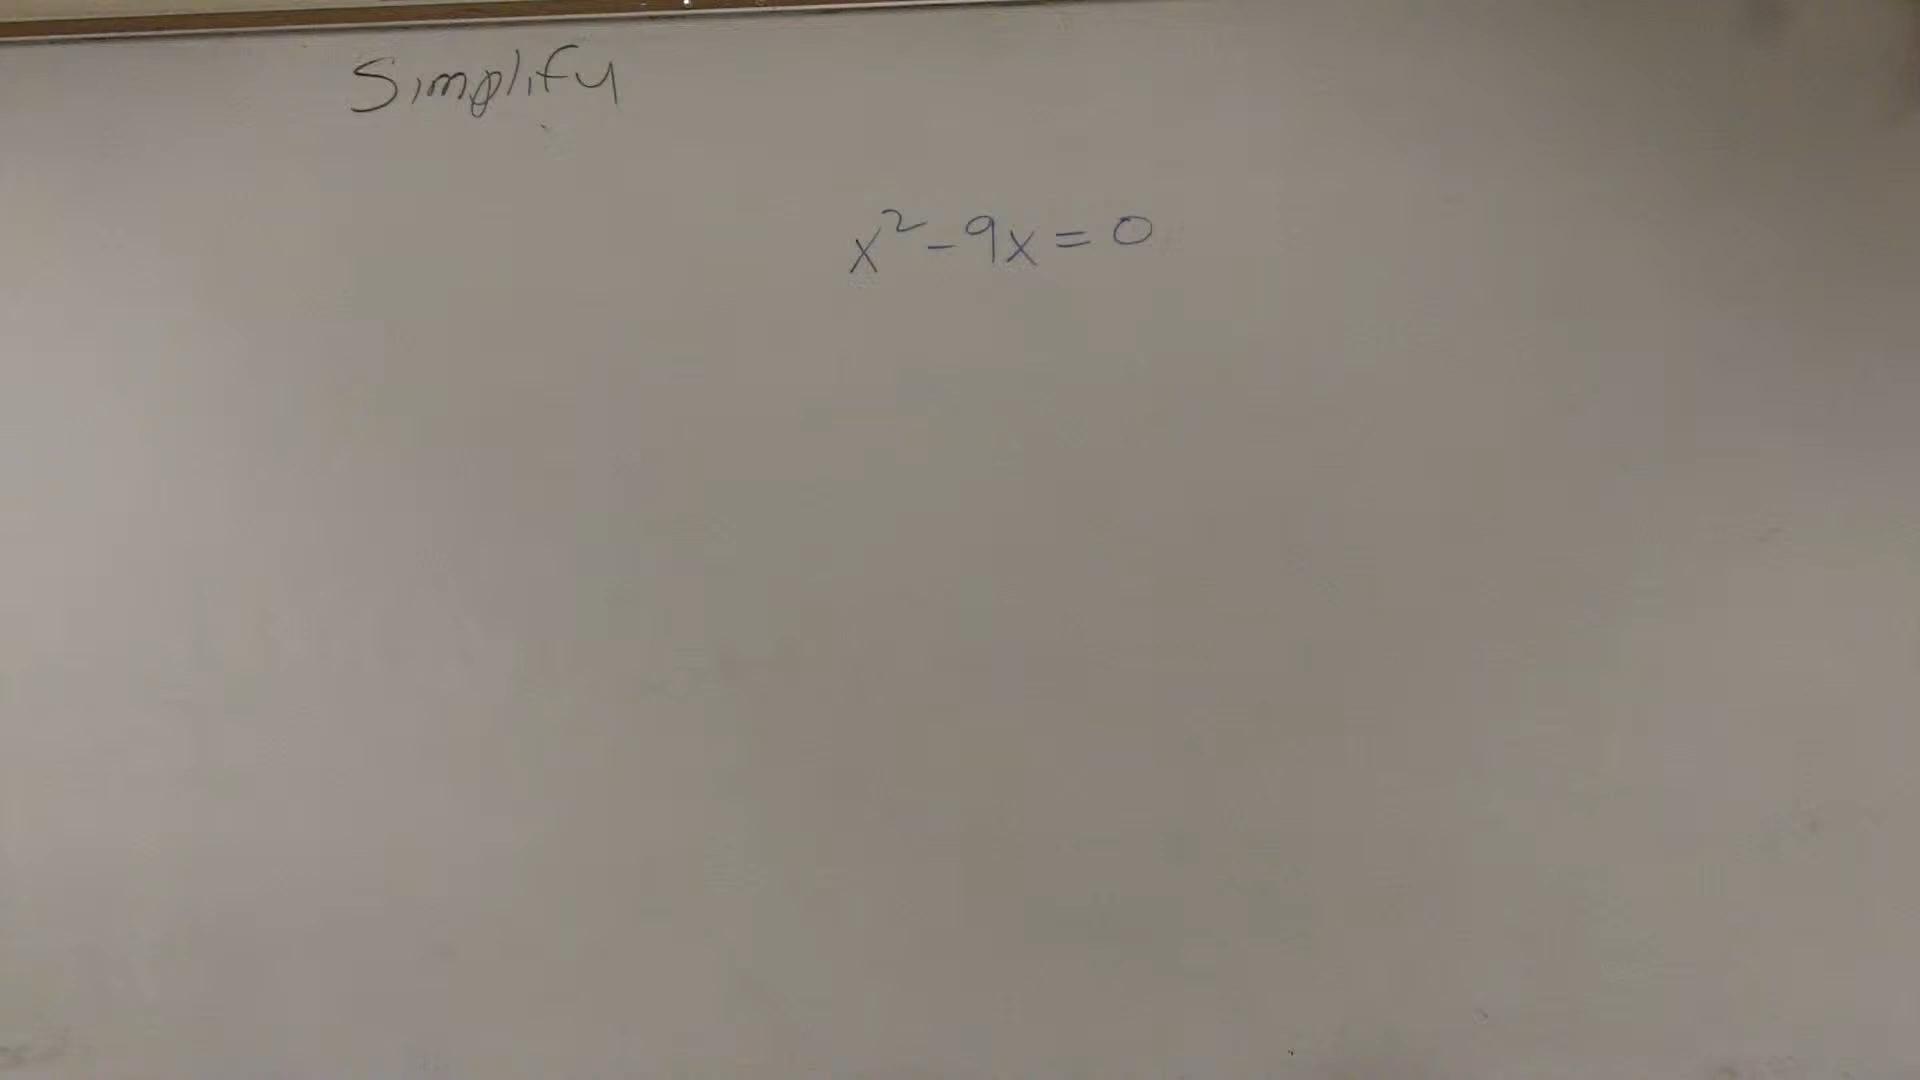 Simplify
x² - 9x = 0